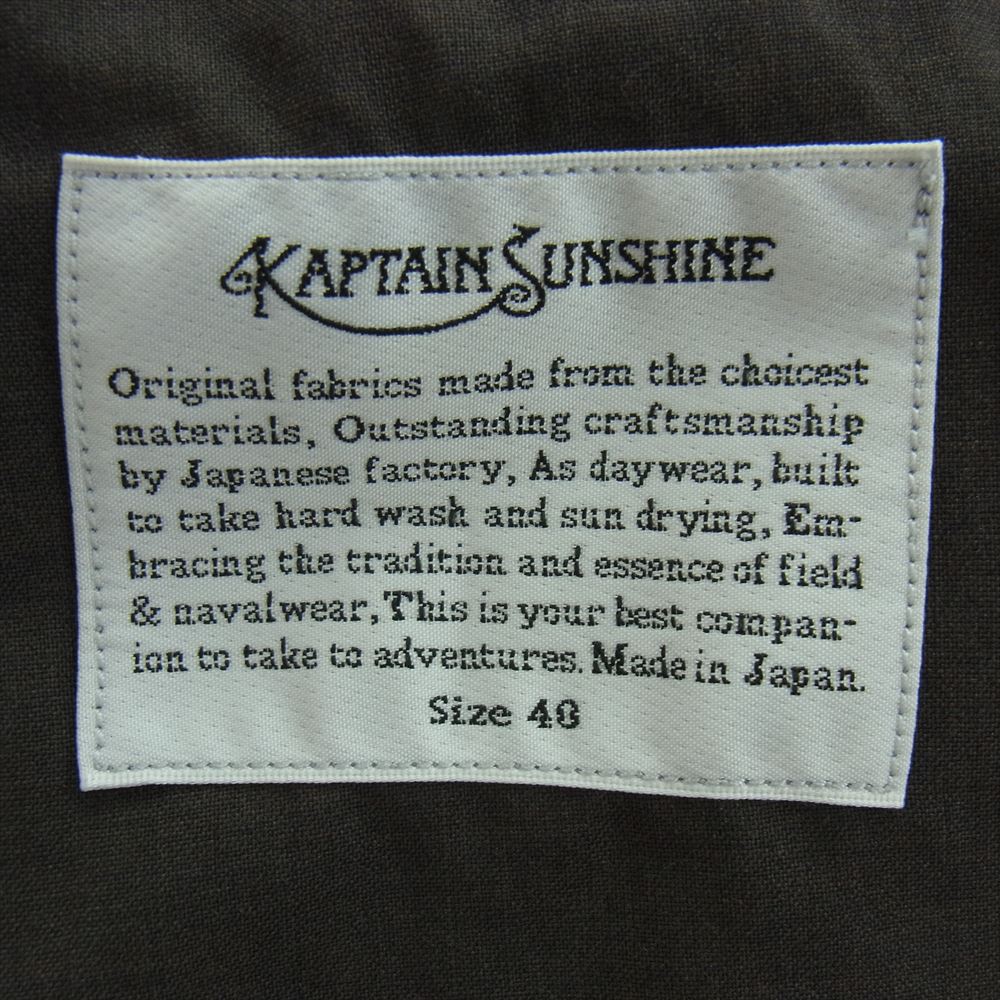 KAPTAIN SUNSHINE
Original fabrics made from the choicest
materials, Outstanding craftsmanship
by Japanese factory, As daywear, built
to take hard wash and sun drying, Em-
bracing the tradition and essence of field
& navalwear, This is your best compan-
ion to take to adventures. Made in Japan.
Size 40